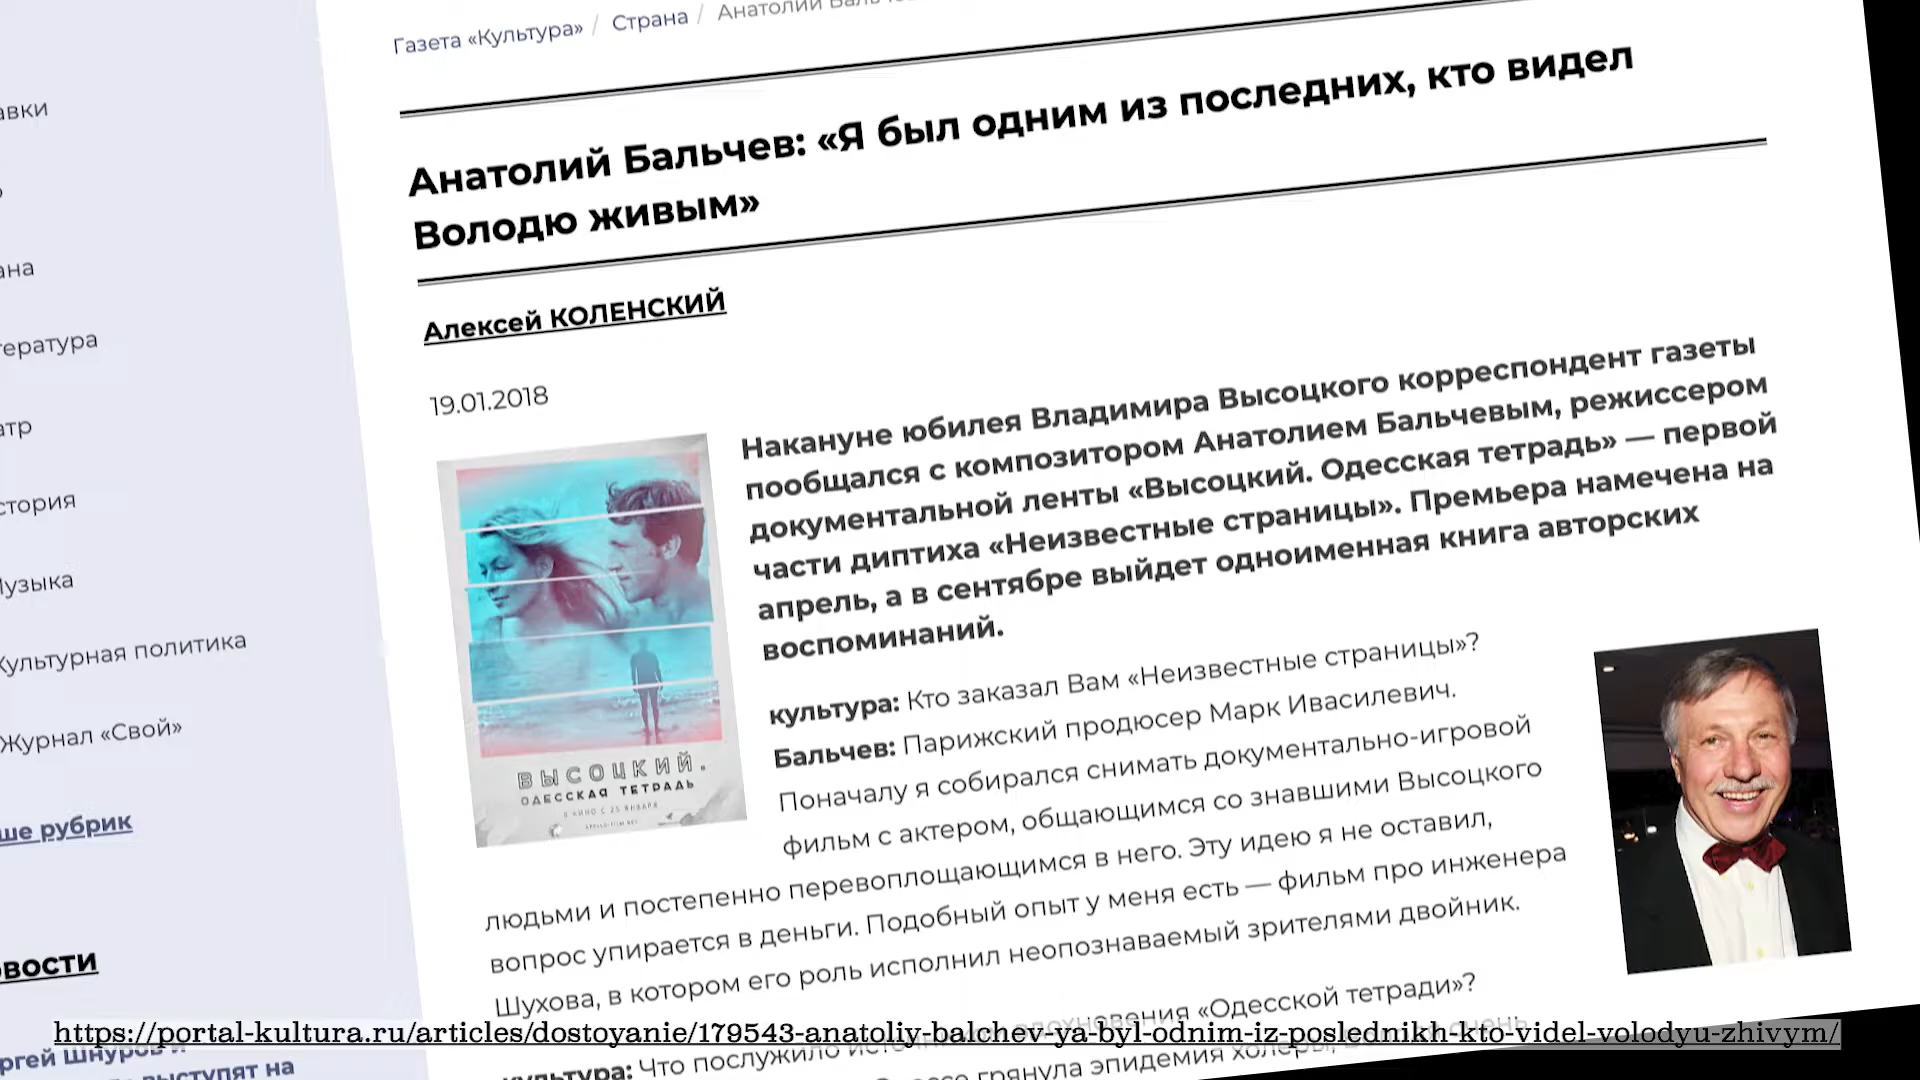 Газета «Культура» / Страна / Анатолий
авки
ана
тература
атр
стория
Музыка
Культурная политика
Журнал «Свой»
ше рубрик
овости
ргей Шнуров и
выступят на
Анатолий Бальчев: «Я был одним из последних, кто видел
Володю живым»
Алексей КОЛЕНСКИЙ
19.01.2018
Накануне юбилея Владимира Высоцкого корреспондент газеты
пообщался с композитором Анатолием Бальчевым, режиссером
документальной ленты «Высоцкий. Одесская тетрадь» — первой
части диптиха «Неизвестные страницы». Премьера намечена на
апрель, а в сентябре выйдет одноименная книга авторских
воспоминаний.
ВЫСОЦКИЙ.
ОДЕССКАЯ ТЕТРАДЬ
В КИНО С 25 ЯНВАРЯ
культура: Кто заказал Вам «Неизвестные страницы»?
Бальчев: Парижский продюсер Марк Ивасилевич.
Поначалу я собирался снимать документально-игровой
фильм с актером, общающимся со знавшими Высоцкого
людьми и постепенно перевоплощающимся в него. Эту идею я не оставил,
вопрос упирается в деньги. Подобный опыт у меня есть — фильм про инженера
Шухова, в котором его роль исполнил неопознаваемый зрителями двойник.
культура: Что послужило вдохновения «Одесской тетради»?
грянула эпидемия холеры,
https://portal-kultura.ru/articles/dostoyanie/179543-anatoliy-balchev-ya-byl-odnim-iz-poslednikh-kto-videl-volodyu-zhivym/